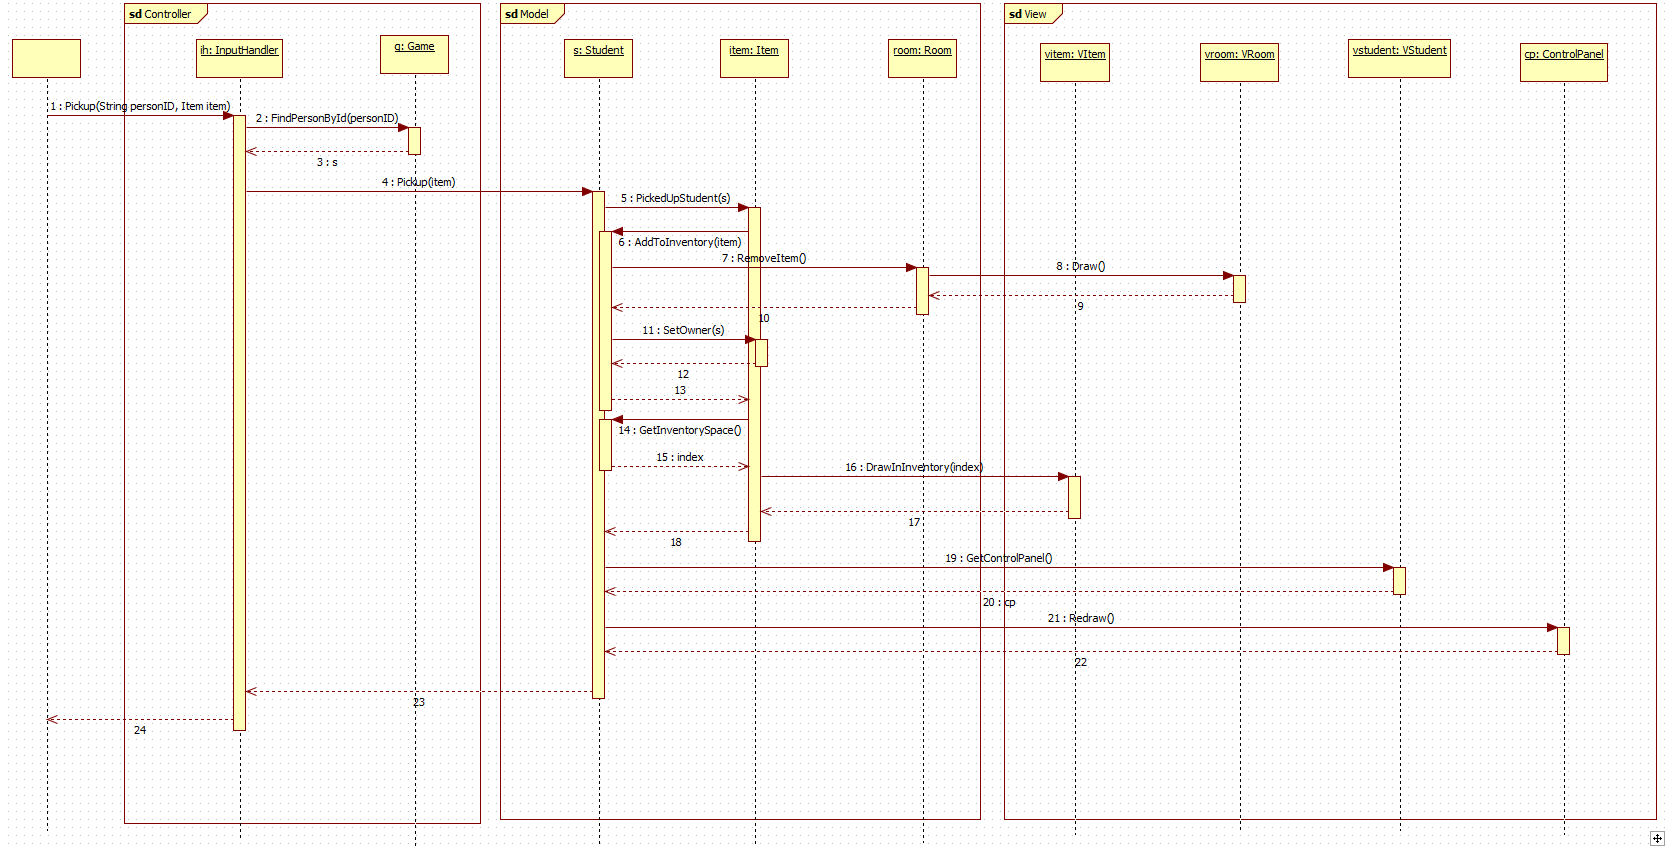 sd Controller
sd Model
sd View
ih: InputHandler
g: Game
s: Student
item: Item
room: Room
vitem: VItem
vroom: VRoom
vstudent: VStudent
cp: ControlPanel
1 : Pickup(String personID, Item item)
2 : FindPersonById(personID)
3 : s
4 : Pickup(item)
5 : PickedUpStudent(s)
6 : AddToInventory(item)
7 : RemoveItem()
8 : Draw()
9
10
11 : SetOwner(s)
12
13
14 : GetInventorySpace()
15 : index
16 : DrawInInventory(index)
17
18
19 : GetControlPanel()
20 : cp
21 : Redraw()
22
23
24